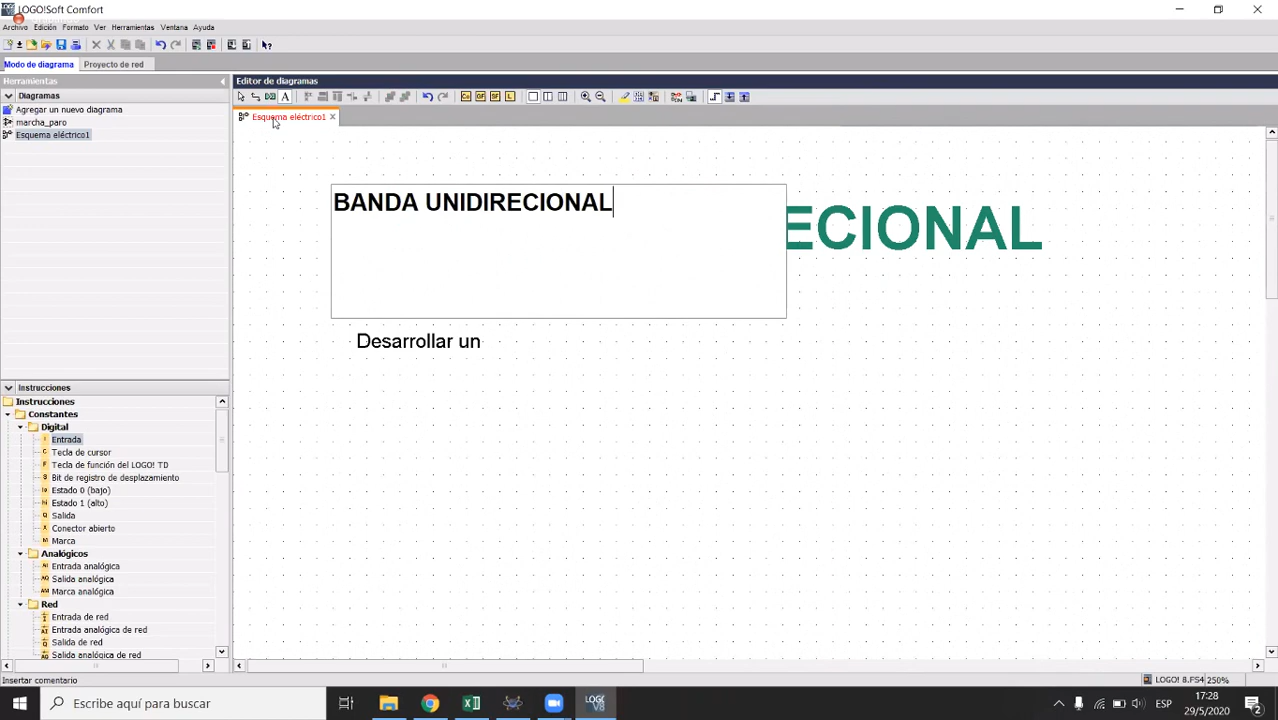 LOGO!Soft Comfort
Archivo Edición Formato Ver Herramientas Ventana Ayuda
Modo de diagrama Proyecto de red
Herramientas
Diagramas
Agregar un nuevo diagrama
marcha_paro
Esquema eléctrico1
Editor de diagramas
Esquema eléctrico1
BANDA UNIDIRECIONAL
ECIONAL
Desarrollar un
Instrucciones
Instrucciones
Constantes
Digital
Entrada
Tecla de cursor
Tecla de función del LOGO! TD
Bit de registro de desplazamiento
Estado 0 (bajo)
Estado 1 (alto)
Salida
Conector abierto
Marca
Analógicos
Entrada analógica
Salida analógica
Marca analógica
Red
Entrada de red
Entrada analógica de red
Salida de red
Salida analógica de red
Insertar comentario
LOGO! 8.FS4 250%
Escribe aquí para buscar
ESP
17:28
29/5/2020
2